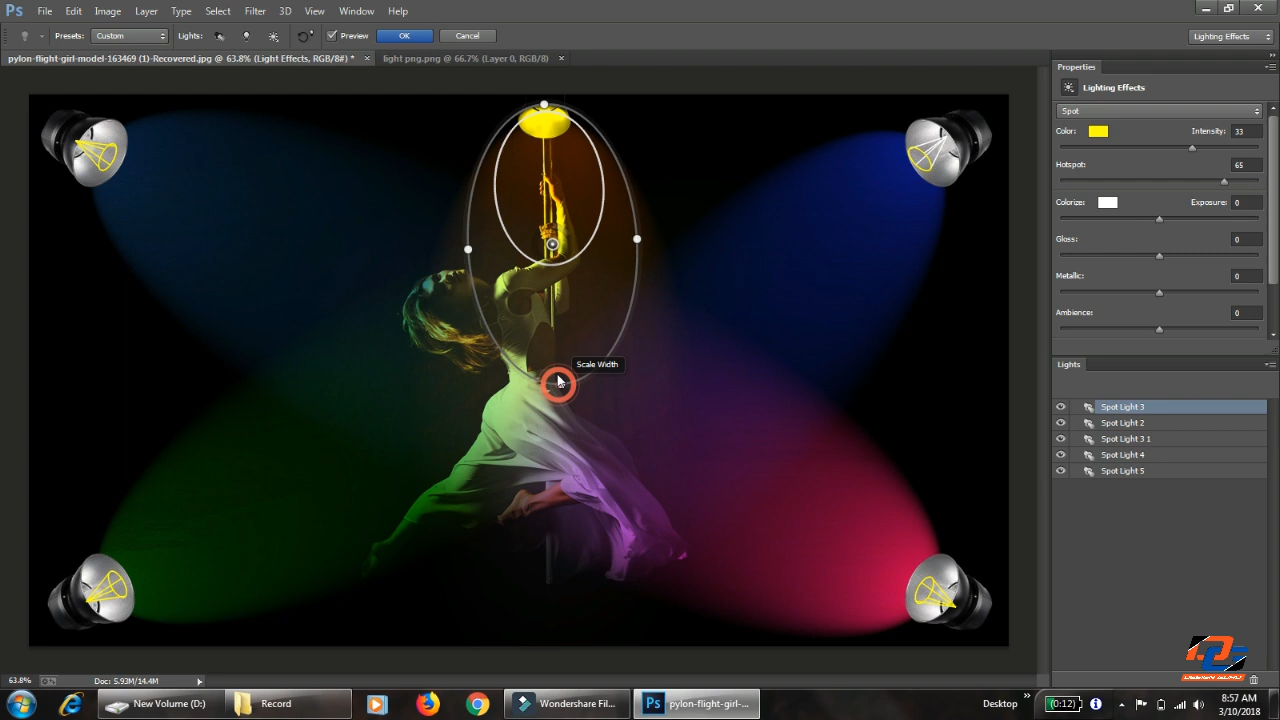 Ps File Edit Image Layer Type Select Filter 3D View Window Help
Presets: Custom Lights: Preview OK Cancel Lighting Effects
pylon-flight-girl-model-163469 (1)-Recovered.jpg @ 63.8% (Light Effects, RGB/8#) * × light png.png @ 66.7% (Layer 0, RGB/8) ×
Properties
Lighting Effects
Spot
Color: Intensity: 33
Hotspot: 65
Colorize: Exposure: 0
Gloss: 0
Metallic: 0
Ambience: 0
Scale Width
Lights
Spot Light 3
Spot Light 2
Spot Light 3 1
Spot Light 4
Spot Light 5
63.8% Doc: 5.93M/14.4M
New Volume (D:) Record Wondershare Fil... Ps pylon-flight-girl-... Desktop (0:12) 8:57 AM
3/10/2018